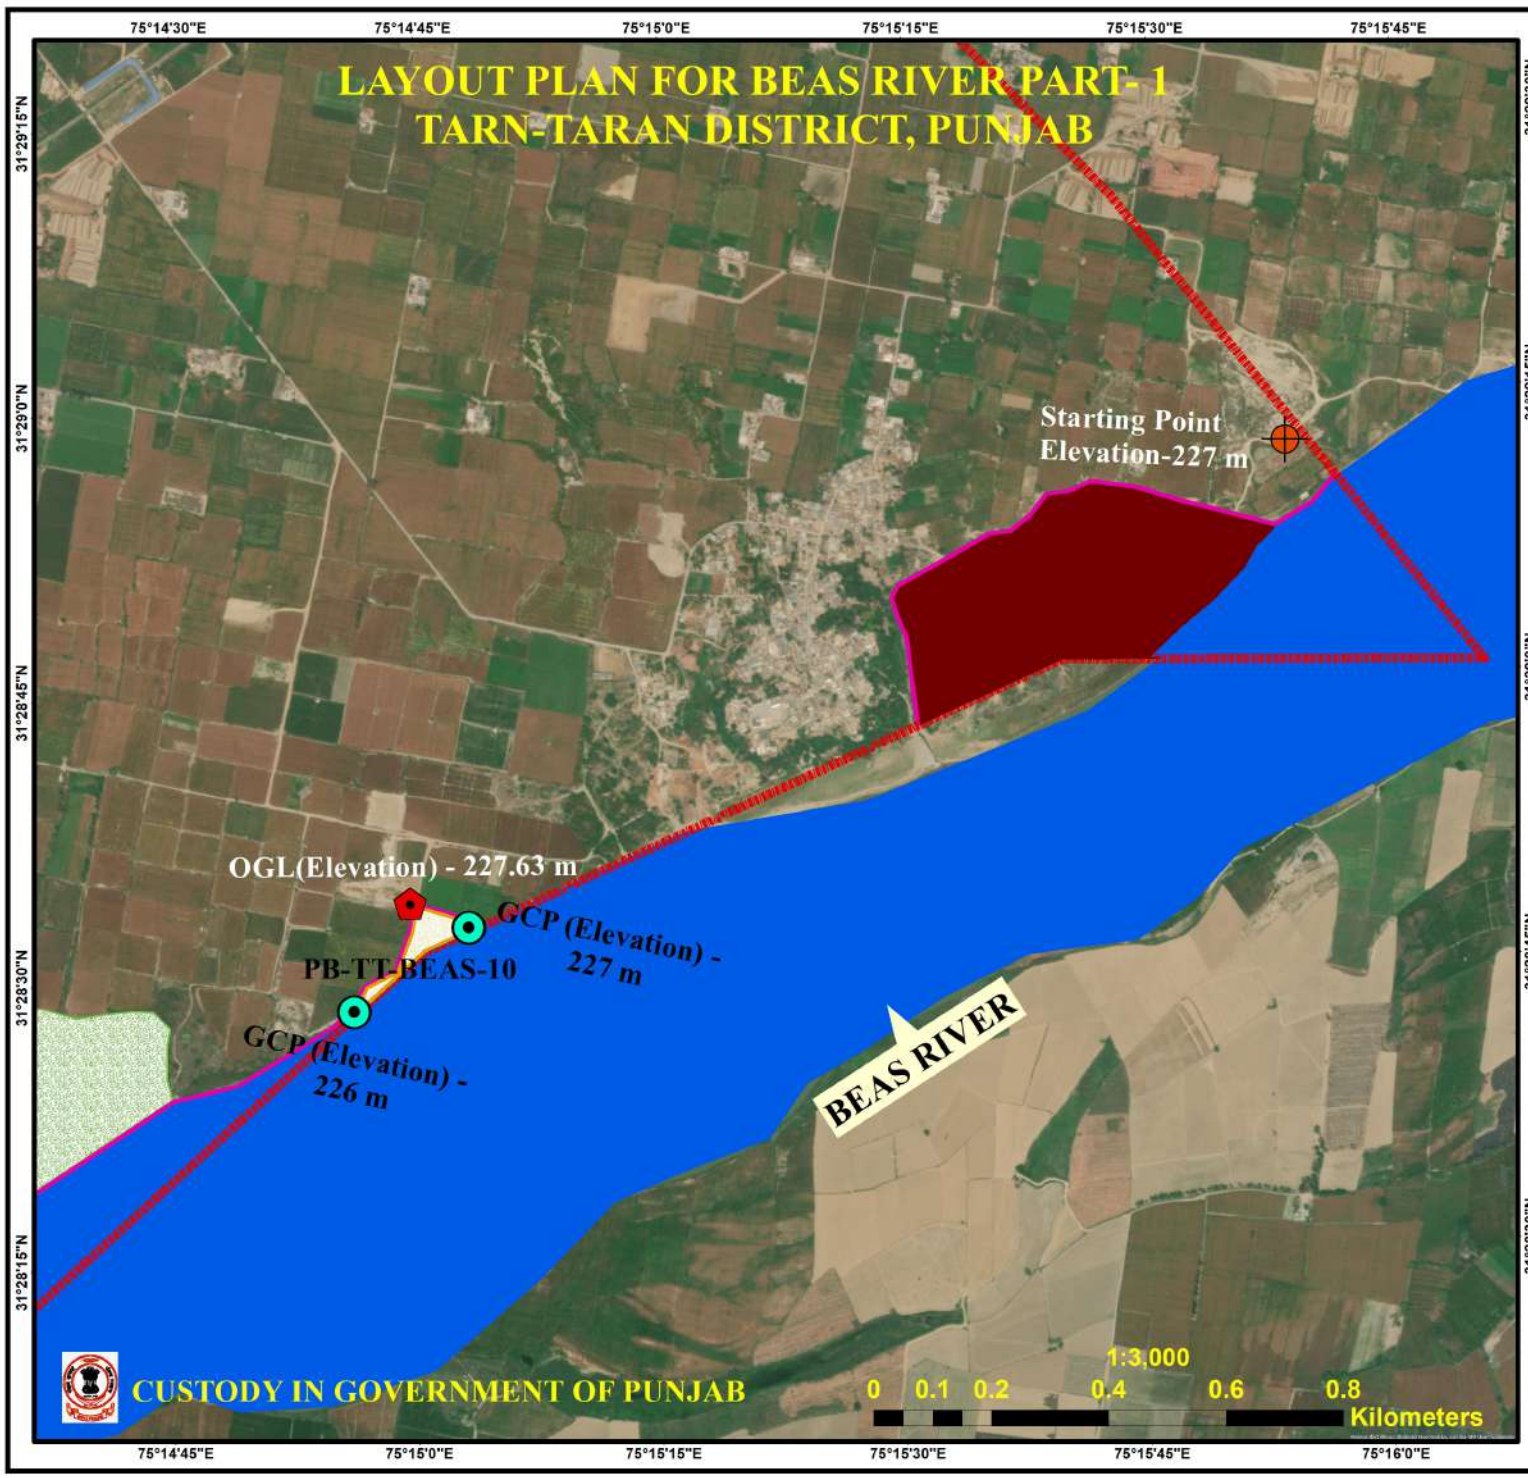 75°14'30"E 75°14'45"E 75°15'0"E 75°15'15"E 75°15'30"E 75°15'45"E
LAYOUT PLAN FOR BEAS RIVER PART- 1
TARN-TARAN DISTRICT, PUNJAB
31°29'15"N
31°29'0"N
31°28'45"N
31°28'30"N
31°28'15"N
Starting Point
Elevation-227 m
OGL(Elevation) - 227.63 m
GCP (Elevation) -
227 m
PB-TT-BEAS-10
GCP (Elevation) -
226 m
BEAS RIVER
1:3,000
0 0.1 0.2 0.4 0.6 0.8
Kilometers
CUSTODY IN GOVERNMENT OF PUNJAB
75°14'45"E 75°15'0"E 75°15'15"E 75°15'30"E 75°15'45"E 75°16'0"E